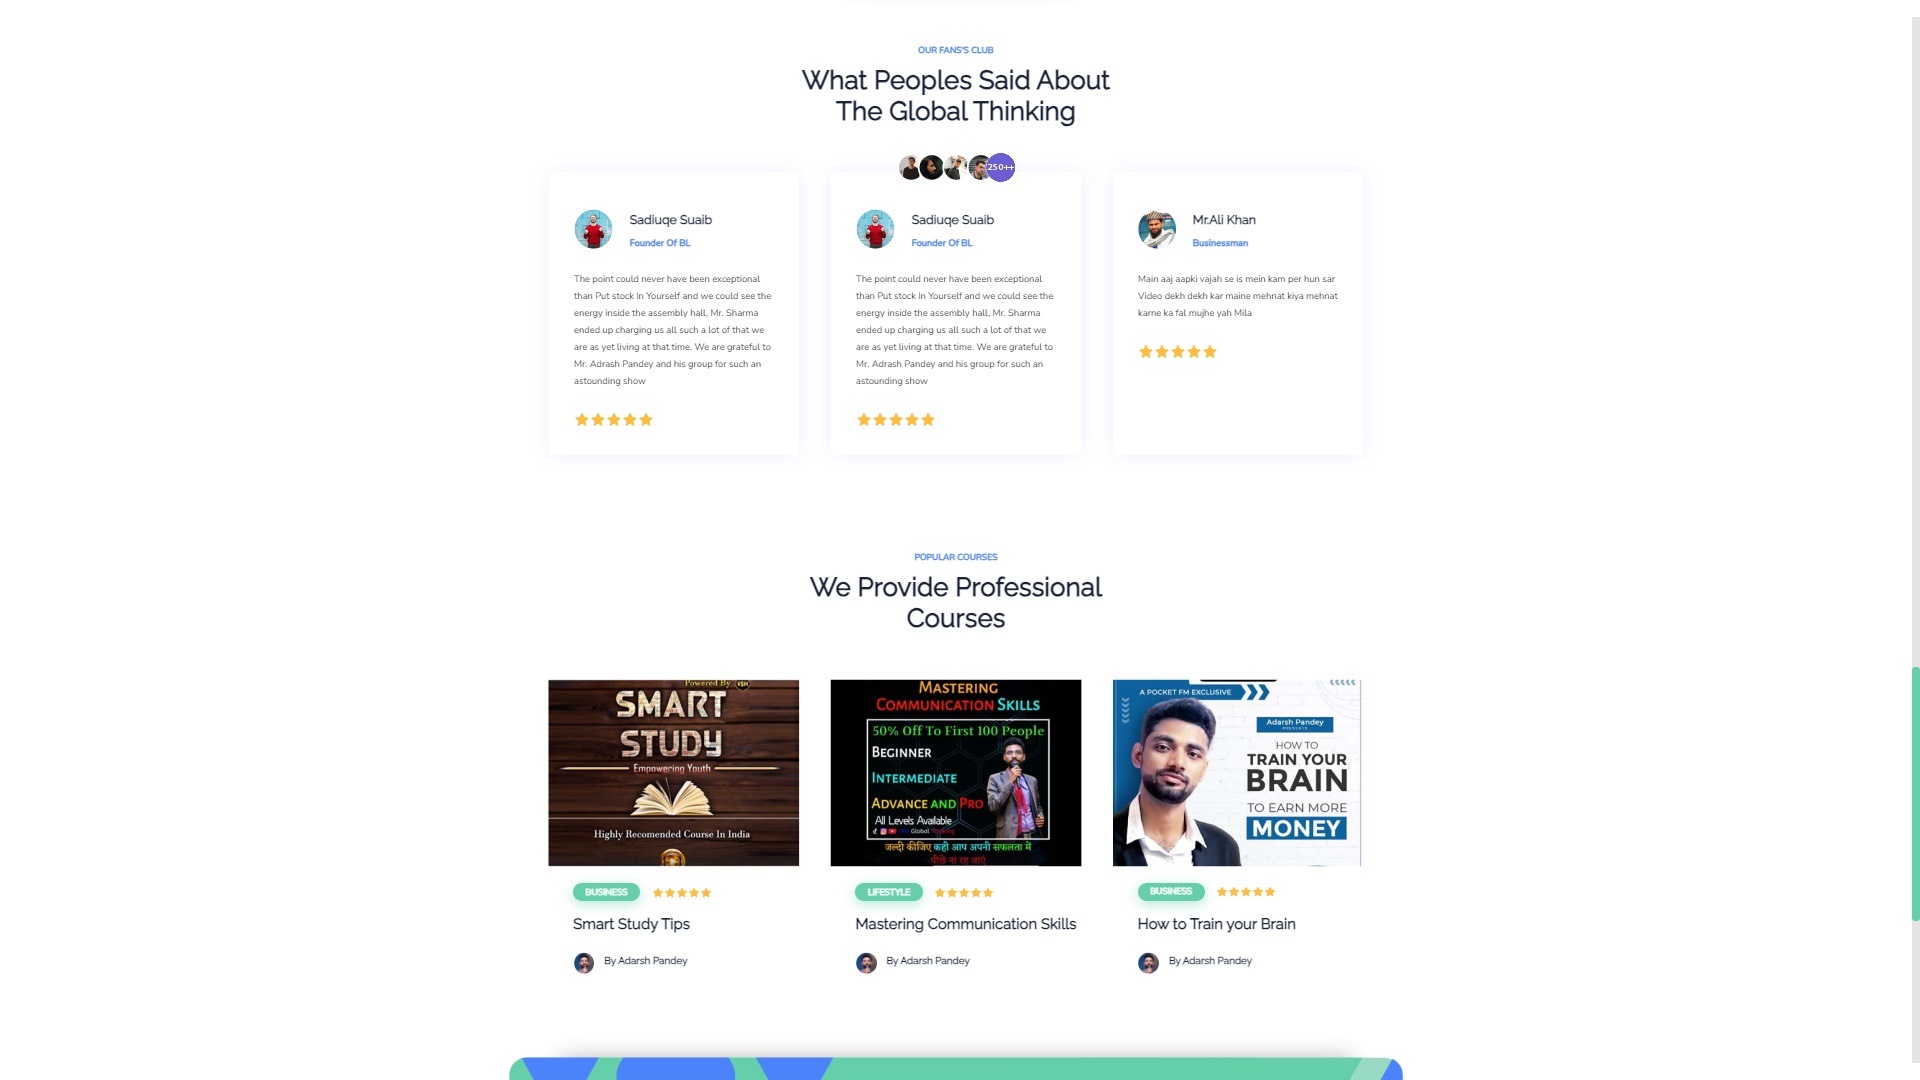 OUR FANS'S CLUB
What Peoples Said About
The Global Thinking
250++
Sadiuqe Suaib
Founder Of BL
The point could never have been exceptional
than Put stock In Yourself and we could see the
energy inside the assembly hall, Mr. Sharma
ended up charging us all such a lot of that we
are as yet living at that time. We are grateful to
Mr. Adrash Pandey and his group for such an
astounding show
Sadiuqe Suaib
Founder Of BL
The point could never have been exceptional
than Put stock In Yourself and we could see the
energy inside the assembly hall, Mr. Sharma
ended up charging us all such a lot of that we
are as yet living at that time. We are grateful to
Mr. Adrash Pandey and his group for such an
astounding show
Mr.Ali Khan
Businessman
Main aaj aapki vajah se is mein kam per hun sar
Video dekh dekh kar maine mehnat kiya mehnat
karne ka fal mujhe yah Mila
POPULAR COURSES
We Provide Professional
Courses
Powered By VSM
SMART
STUDY
Empowering Youth
Highly Recomended Course In India
BUSINESS
Smart Study Tips
By Adarsh Pandey
MASTERING
COMMUNICATION SKILLS
50% Off To First 100 People
BEGINNER
INTERMEDIATE
ADVANCE AND PRO
All Levels Available
Global Thinking
जल्दी कीजिए कही आप अपनी सफलता में
पीछे ना रह जाएं
LIFESTYLE
Mastering Communication Skills
By Adarsh Pandey
A POCKET FM EXCLUSIVE
Adarsh Pandey
PRESENTS
HOW TO
TRAIN YOUR
BRAIN
TO EARN MORE
MONEY
BUSINESS
How to Train your Brain
By Adarsh Pandey